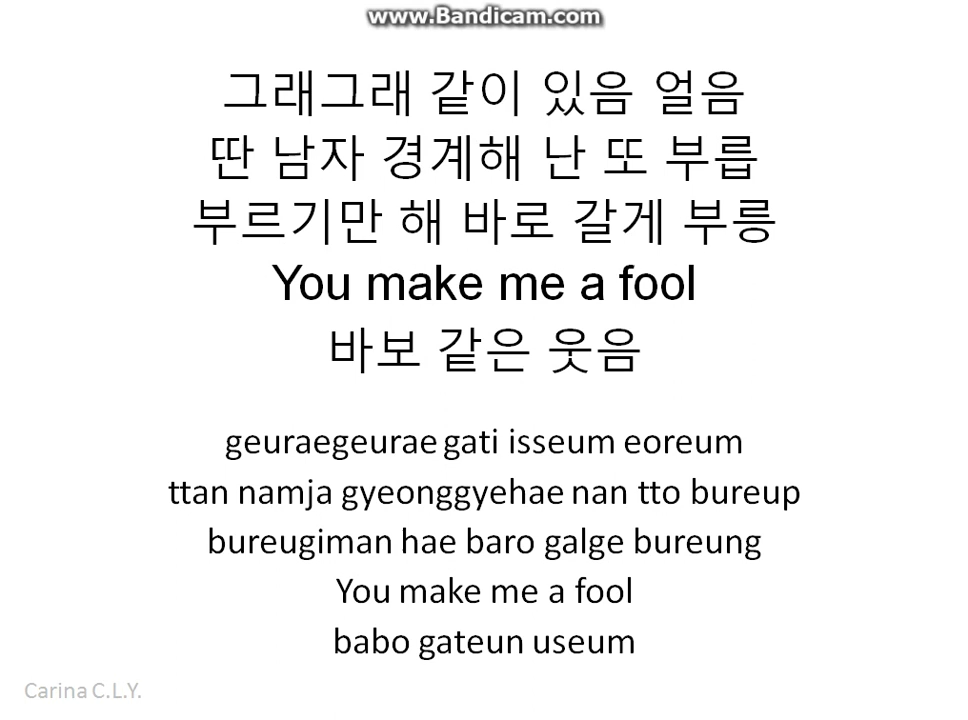 www.Bandicam.com
그래그래 같이 있음 얼음
딴 남자 경계해 난 또 부릅
부르기만 해 바로 갈게 부릉
You make me a fool
바보 같은 웃음
geuraegeurae gati isseum eoreum
ttan namja gyeonggyehae nan tto bureup
bureugiman hae baro galge bureung
You make me a fool
babo gateun useum
Carina C.L.Y.